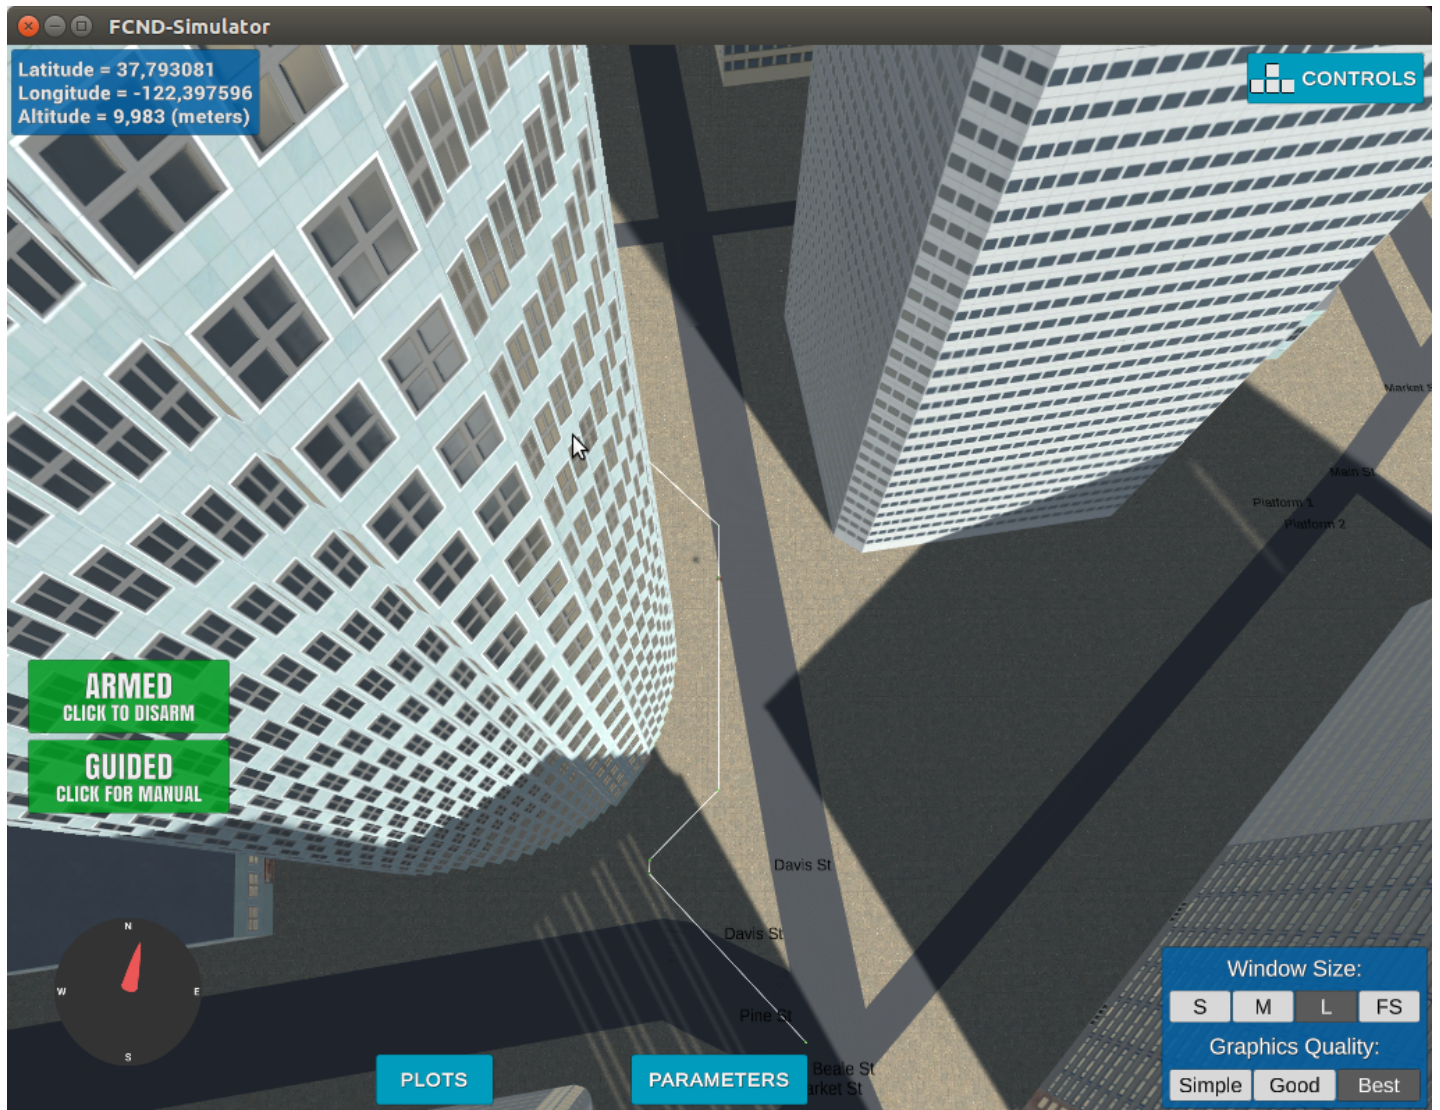 FCND-Simulator
Latitude = 37,793081
Longitude = -122,397596
Altitude = 9,983 (meters)
CONTROLS
Market S
Main St
Platform 1
Platform 2
ARMED
CLICK TO DISARM
GUIDED
CLICK FOR MANUAL
Davis St
Davis St
Pine St
Beale St
arket St
N
W
E
S
PLOTS
PARAMETERS
Window Size:
S
M
L
FS
Graphics Quality:
Simple
Good
Best